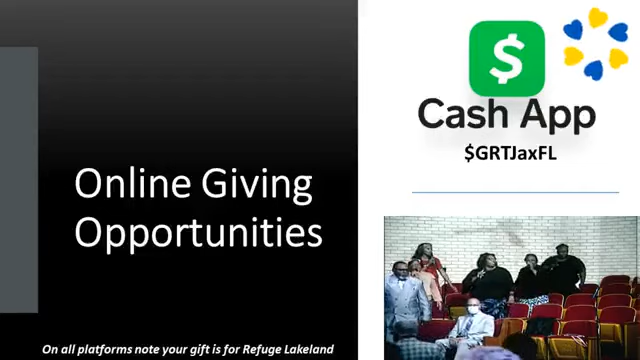 Online Giving
Opportunities
On all platforms note your gift is for Refuge Lakeland
$
Cash App
$GRTJaxFL